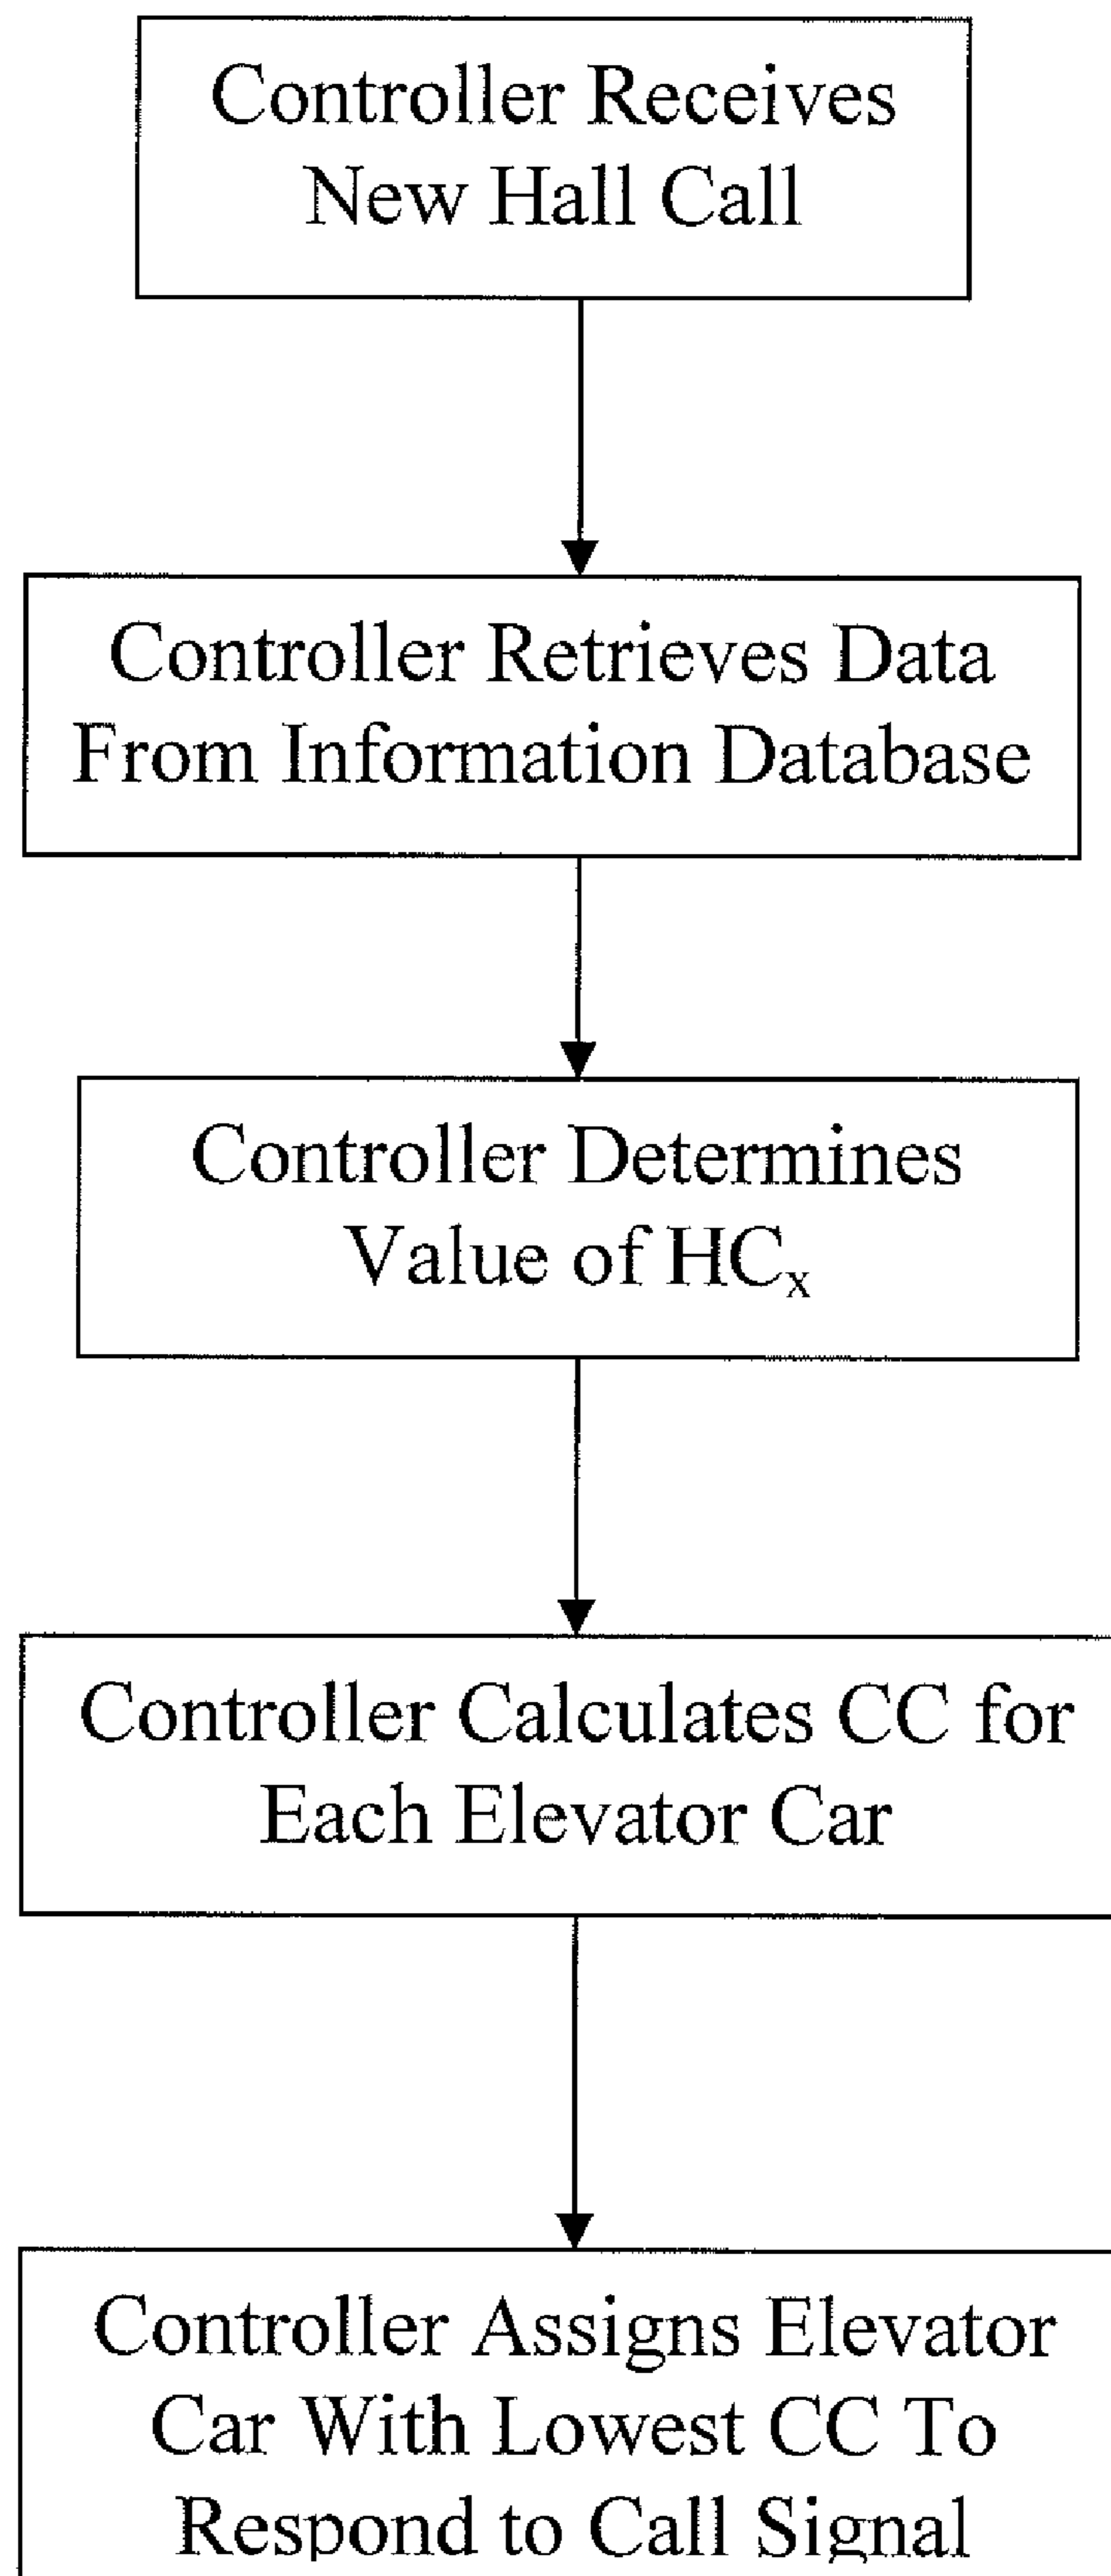 Controller Receives
New Hall Call
Controller Retrieves Data
From Information Database
Controller Determines
Value of HCₓ
Controller Calculates CC for
Each Elevator Car
Controller Assigns Elevator
Car With Lowest CC To
Respond to Call Signal